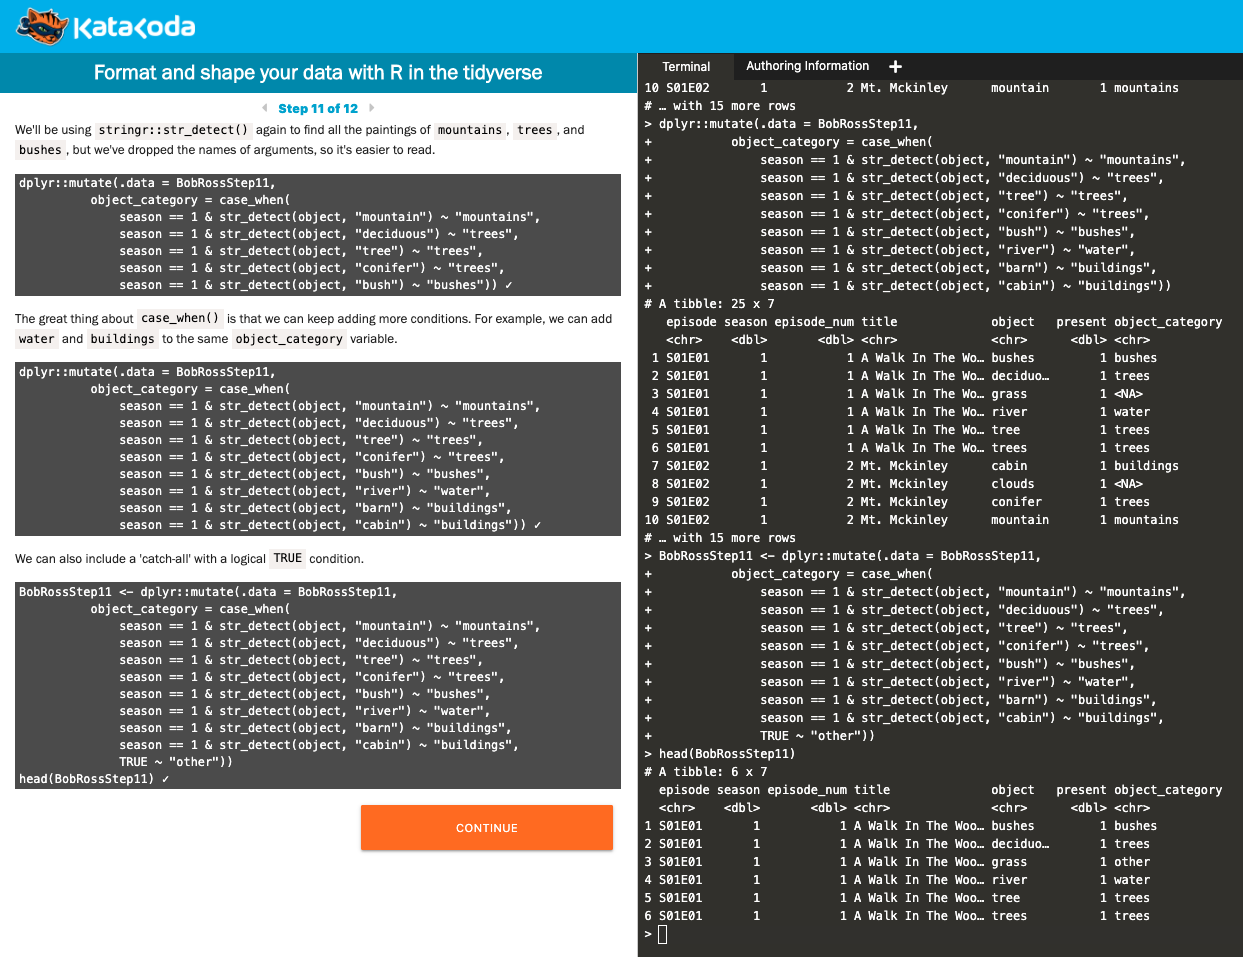 KataKoda
Format and shape your data with R in the tidyverse
Step 11 of 12
We'll be using stringr::str_detect() again to find all the paintings of mountains , trees , and
bushes , but we've dropped the names of arguments, so it's easier to read.
dplyr::mutate(.data = BobRossStep11,
          object_category = case_when(
              season == 1 & str_detect(object, "mountain") ~ "mountains",
              season == 1 & str_detect(object, "deciduous") ~ "trees",
              season == 1 & str_detect(object, "tree") ~ "trees",
              season == 1 & str_detect(object, "conifer") ~ "trees",
              season == 1 & str_detect(object, "bush") ~ "bushes")) ✓
The great thing about case_when() is that we can keep adding more conditions. For example, we can add
water and buildings to the same object_category variable.
dplyr::mutate(.data = BobRossStep11,
          object_category = case_when(
              season == 1 & str_detect(object, "mountain") ~ "mountains",
              season == 1 & str_detect(object, "deciduous") ~ "trees",
              season == 1 & str_detect(object, "tree") ~ "trees",
              season == 1 & str_detect(object, "conifer") ~ "trees",
              season == 1 & str_detect(object, "bush") ~ "bushes",
              season == 1 & str_detect(object, "river") ~ "water",
              season == 1 & str_detect(object, "barn") ~ "buildings",
              season == 1 & str_detect(object, "cabin") ~ "buildings")) ✓
We can also include a 'catch-all' with a logical TRUE condition.
BobRossStep11 <- dplyr::mutate(.data = BobRossStep11,
          object_category = case_when(
              season == 1 & str_detect(object, "mountain") ~ "mountains",
              season == 1 & str_detect(object, "deciduous") ~ "trees",
              season == 1 & str_detect(object, "tree") ~ "trees",
              season == 1 & str_detect(object, "conifer") ~ "trees",
              season == 1 & str_detect(object, "bush") ~ "bushes",
              season == 1 & str_detect(object, "river") ~ "water",
              season == 1 & str_detect(object, "barn") ~ "buildings",
              season == 1 & str_detect(object, "cabin") ~ "buildings",
              TRUE ~ "other"))
head(BobRossStep11) ✓
CONTINUE
Terminal Authoring Information +
10 S01E02      1           2 Mt. Mckinley      mountain       1 mountains
# … with 15 more rows
> dplyr::mutate(.data = BobRossStep11,
+           object_category = case_when(
+               season == 1 & str_detect(object, "mountain") ~ "mountains",
+               season == 1 & str_detect(object, "deciduous") ~ "trees",
+               season == 1 & str_detect(object, "tree") ~ "trees",
+               season == 1 & str_detect(object, "conifer") ~ "trees",
+               season == 1 & str_detect(object, "bush") ~ "bushes",
+               season == 1 & str_detect(object, "river") ~ "water",
+               season == 1 & str_detect(object, "barn") ~ "buildings",
+               season == 1 & str_detect(object, "cabin") ~ "buildings"))
# A tibble: 25 x 7
   episode season episode_num title             object   present object_category
   <chr>    <dbl>       <dbl> <chr>             <chr>      <dbl> <chr>
 1 S01E01       1           1 A Walk In The Wo… bushes         1 bushes
 2 S01E01       1           1 A Walk In The Wo… deciduo…       1 trees
 3 S01E01       1           1 A Walk In The Wo… grass          1 <NA>
 4 S01E01       1           1 A Walk In The Wo… river          1 water
 5 S01E01       1           1 A Walk In The Wo… tree           1 trees
 6 S01E01       1           1 A Walk In The Wo… trees          1 trees
 7 S01E02       1           2 Mt. Mckinley      cabin          1 buildings
 8 S01E02       1           2 Mt. Mckinley      clouds         1 <NA>
 9 S01E02       1           2 Mt. Mckinley      conifer        1 trees
10 S01E02       1           2 Mt. Mckinley      mountain       1 mountains
# … with 15 more rows
> BobRossStep11 <- dplyr::mutate(.data = BobRossStep11,
+           object_category = case_when(
+               season == 1 & str_detect(object, "mountain") ~ "mountains",
+               season == 1 & str_detect(object, "deciduous") ~ "trees",
+               season == 1 & str_detect(object, "tree") ~ "trees",
+               season == 1 & str_detect(object, "conifer") ~ "trees",
+               season == 1 & str_detect(object, "bush") ~ "bushes",
+               season == 1 & str_detect(object, "river") ~ "water",
+               season == 1 & str_detect(object, "barn") ~ "buildings",
+               season == 1 & str_detect(object, "cabin") ~ "buildings",
+               TRUE ~ "other"))
> head(BobRossStep11)
# A tibble: 6 x 7
  episode season episode_num title              object   present object_category
  <chr>    <dbl>       <dbl> <chr>              <chr>      <dbl> <chr>
1 S01E01       1           1 A Walk In The Woo… bushes         1 bushes
2 S01E01       1           1 A Walk In The Woo… deciduo…       1 trees
3 S01E01       1           1 A Walk In The Woo… grass          1 other
4 S01E01       1           1 A Walk In The Woo… river          1 water
5 S01E01       1           1 A Walk In The Woo… tree           1 trees
6 S01E01       1           1 A Walk In The Woo… trees          1 trees
>